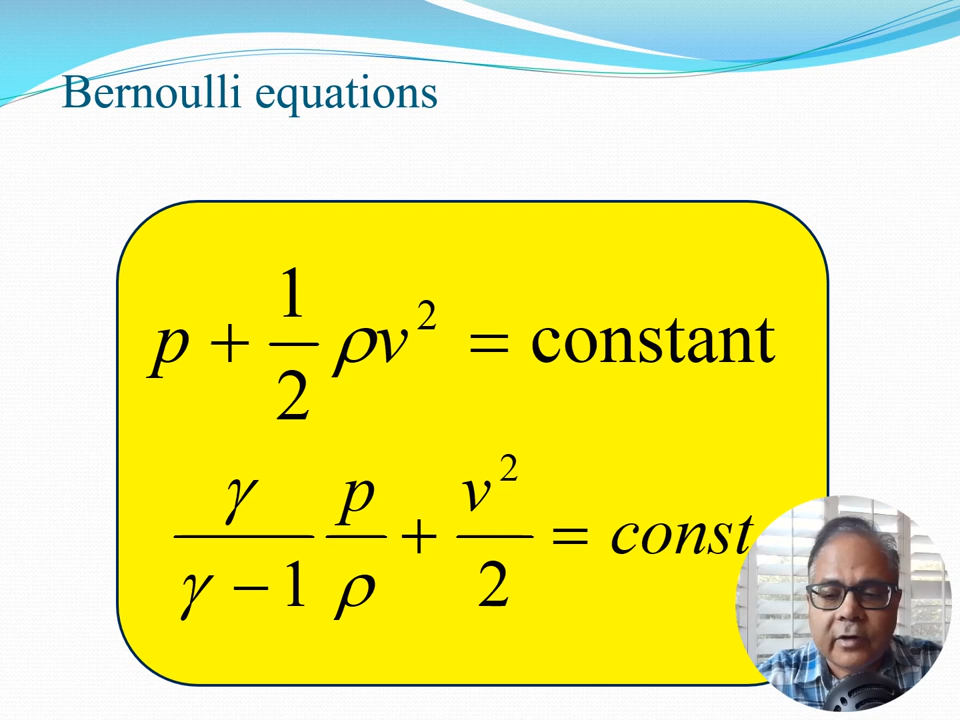 Bernoulli equations
p + 1/2 ρv² = constant
γ/(γ − 1) p/ρ + v²/2 = const